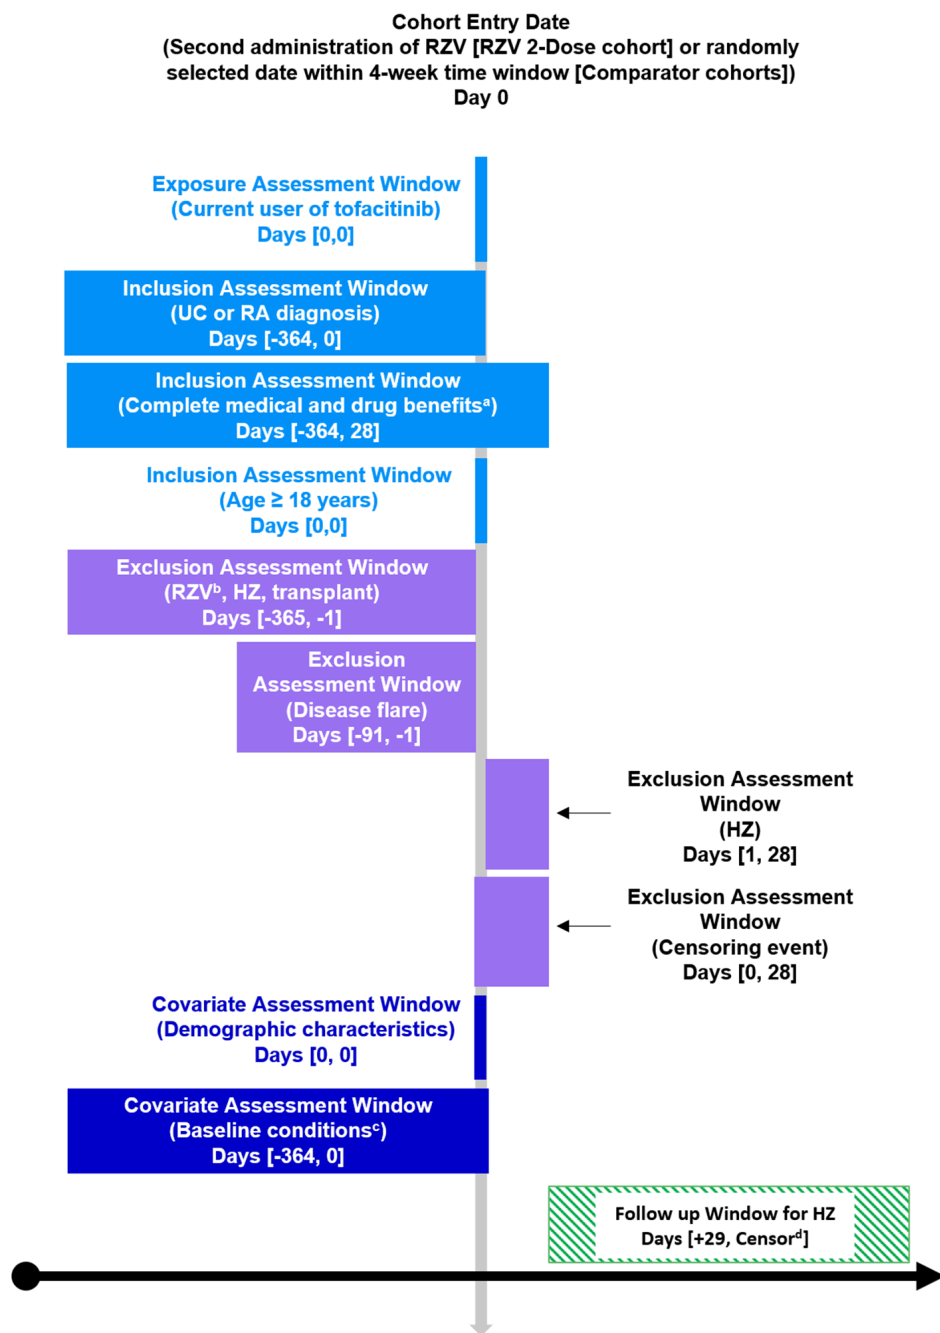 Cohort Entry Date
(Second administration of RZV [RZV 2-Dose cohort] or randomly
selected date within 4-week time window [Comparator cohorts])
Day 0
Exposure Assessment Window
(Current user of tofacitinib)
Days [0,0]
Inclusion Assessment Window
(UC or RA diagnosis)
Days [-364, 0]
Inclusion Assessment Window
(Complete medical and drug benefitsᵃ)
Days [-364, 28]
Inclusion Assessment Window
(Age ≥ 18 years)
Days [0,0]
Exclusion Assessment Window
(RZVᵇ, HZ, transplant)
Days [-365, -1]
Exclusion
Assessment Window
(Disease flare)
Days [-91, -1]
Exclusion Assessment
Window
(HZ)
Days [1, 28]
Exclusion Assessment
Window
(Censoring event)
Days [0, 28]
Covariate Assessment Window
(Demographic characteristics)
Days [0, 0]
Covariate Assessment Window
(Baseline conditionsᶜ)
Days [-364, 0]
Follow up Window for HZ
Days [+29, Censorᵈ]